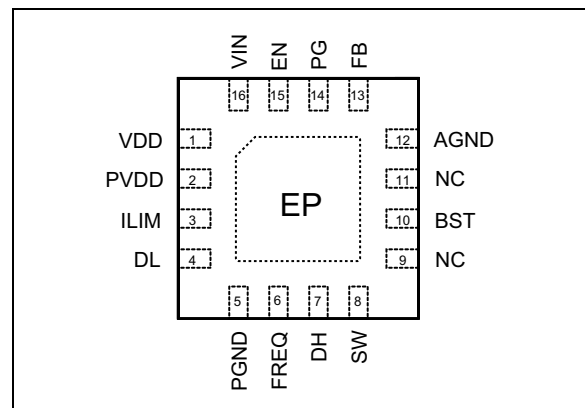 VIN EN PG FB
16 15 14 13
VDD 1 12 AGND
PVDD 2 11 NC
EP
ILIM 3 10 BST
DL 4 9 NC
5 6 7 8
PGND FREQ DH SW